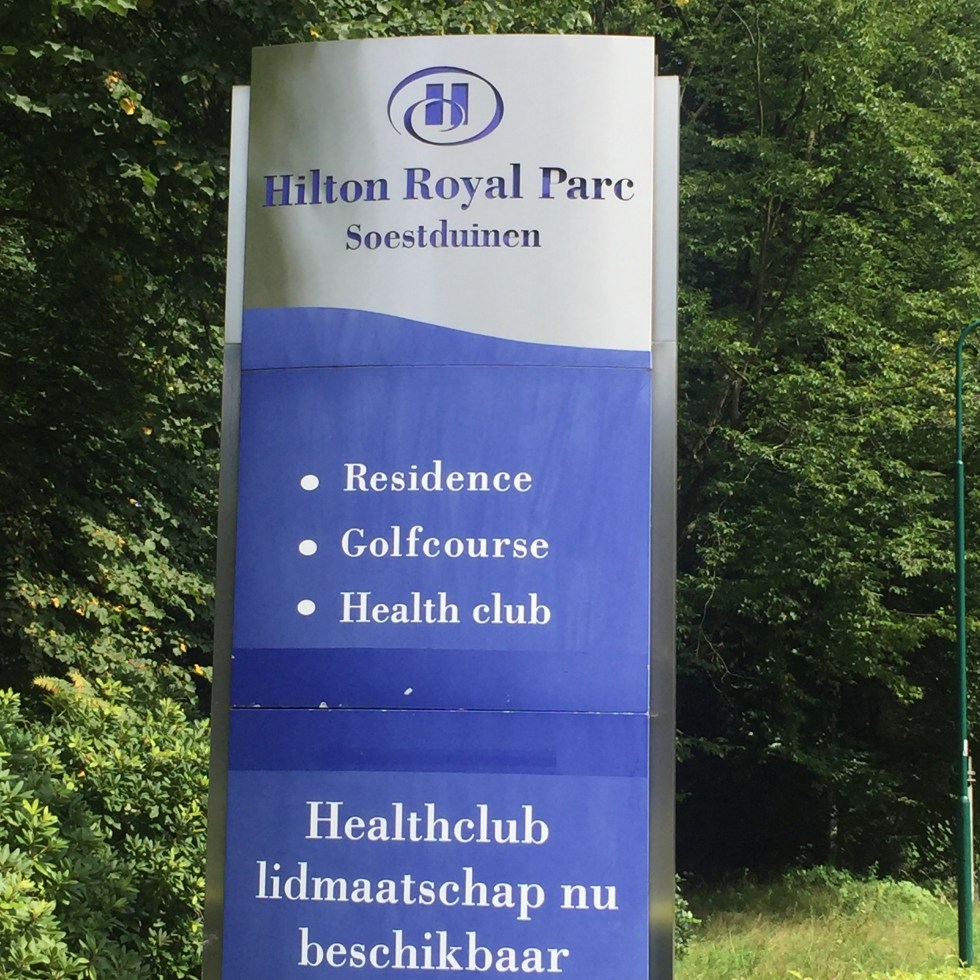 H
Hilton Royal Parc
Soestduinen
• Residence
• Golfcourse
• Health club
Healthclub
lidmaatschap nu
beschikbaar